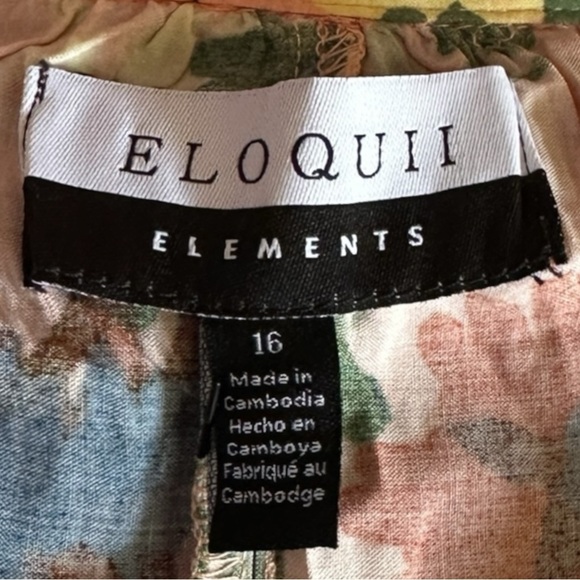 ELOQUII
ELEMENTS
16
Made in
Cambodia
Hecho en
Camboya
Fabriqué au
Cambodge